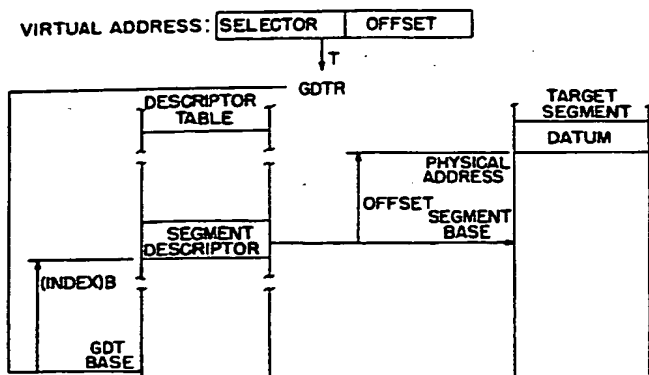 VIRTUAL ADDRESS: SELECTOR OFFSET
T
GDTR
DESCRIPTOR
TABLE
TARGET
SEGMENT
DATUM
PHYSICAL
ADDRESS
OFFSET
SEGMENT
BASE
SEGMENT
DESCRIPTOR
(INDEX)B
GDT
BASE